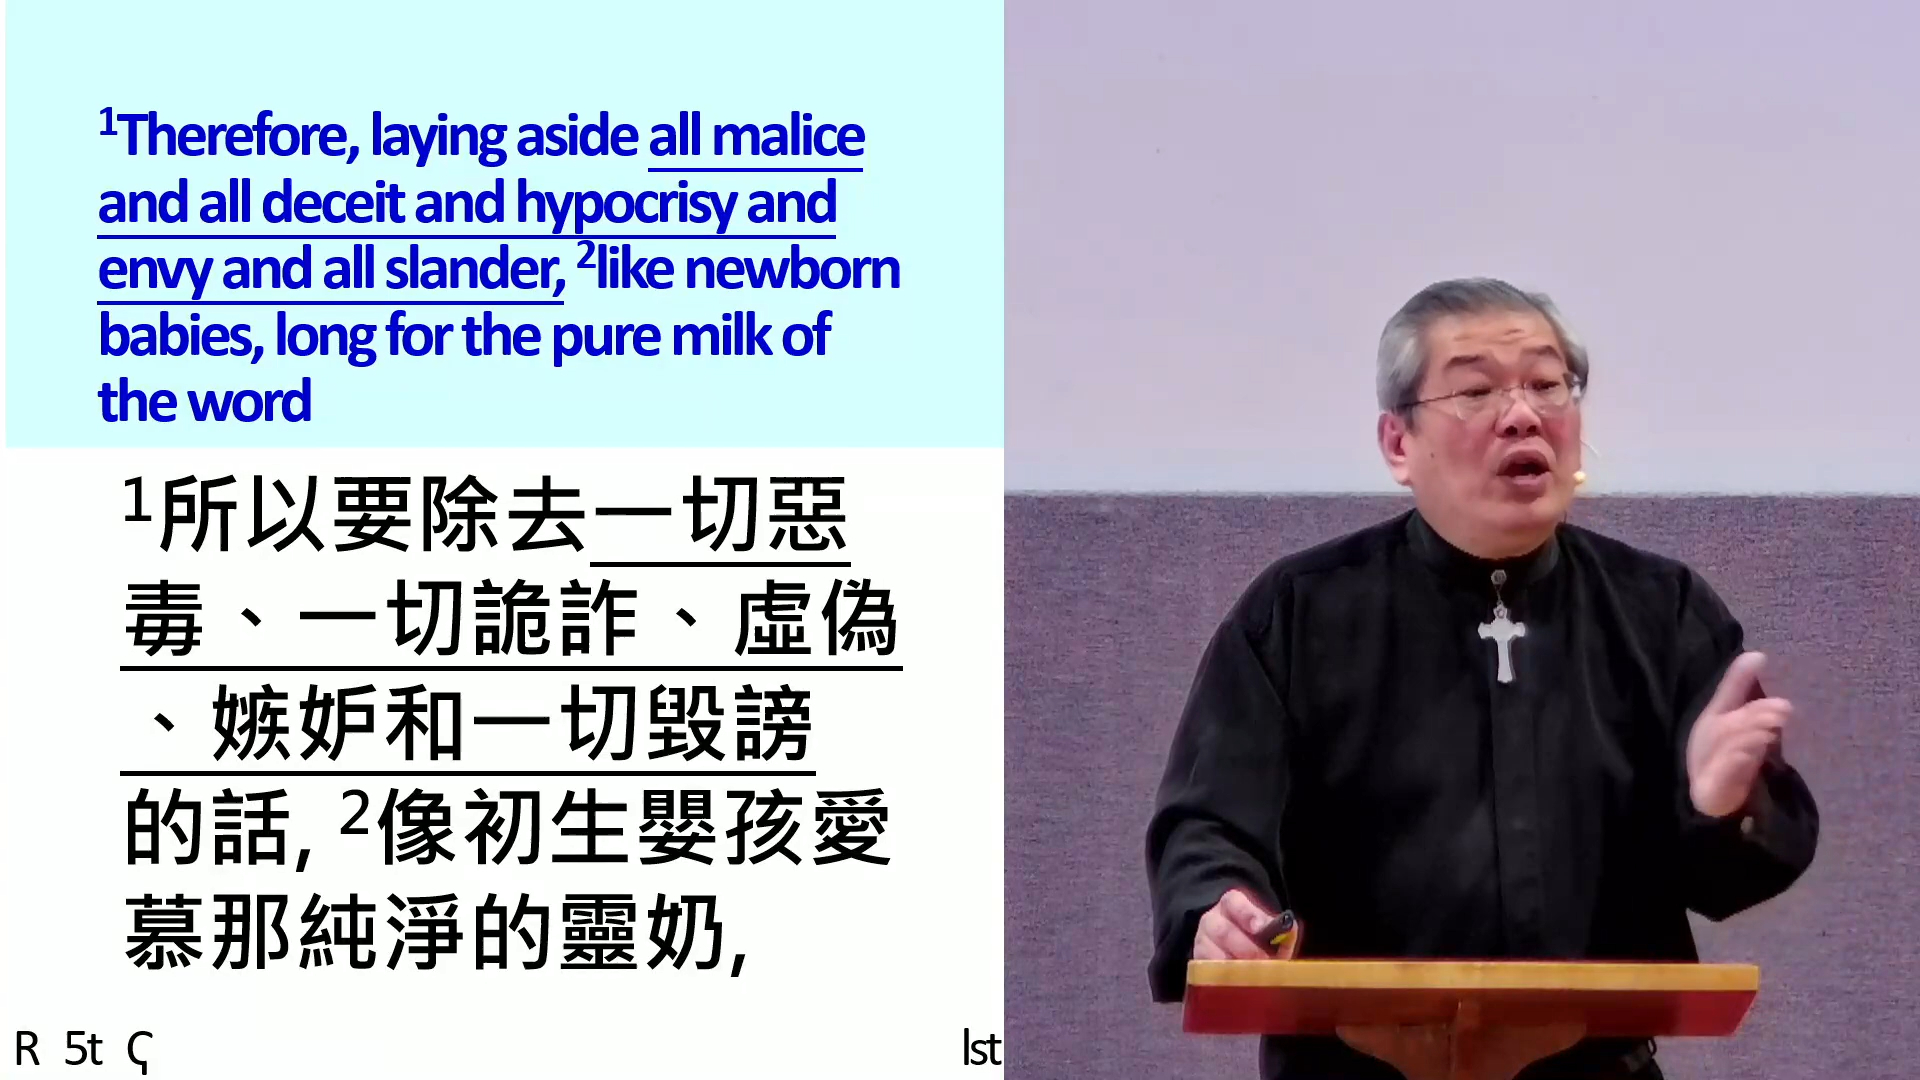 ¹Therefore, laying aside all malice
and all deceit and hypocrisy and
envy and all slander, ²like newborn
babies, long for the pure milk of
the word
¹所以要除去一切惡
毒、一切詭詐、虛偽
、嫉妒和一切毀謗
的話, ²像初生嬰孩愛
慕那純淨的靈奶,
R 5t